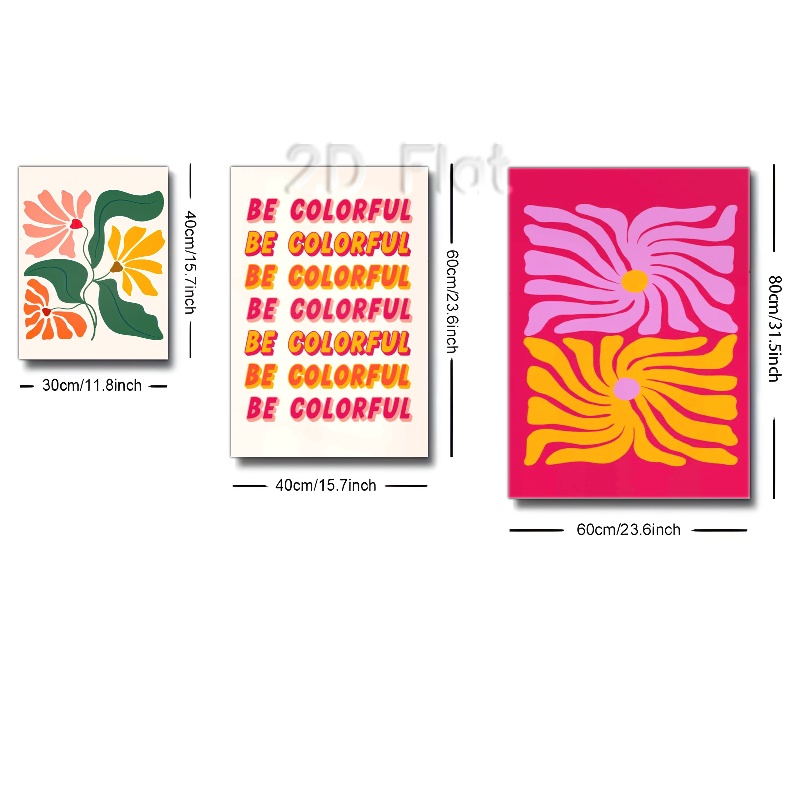 2D Flat
BE COLORFUL
BE COLORFUL
BE COLORFUL
BE COLORFUL
BE COLORFUL
BE COLORFUL
BE COLORFUL
40cm/15.7inch
30cm/11.8inch
60cm/23.6inch
40cm/15.7inch
80cm/31.5inch
60cm/23.6inch